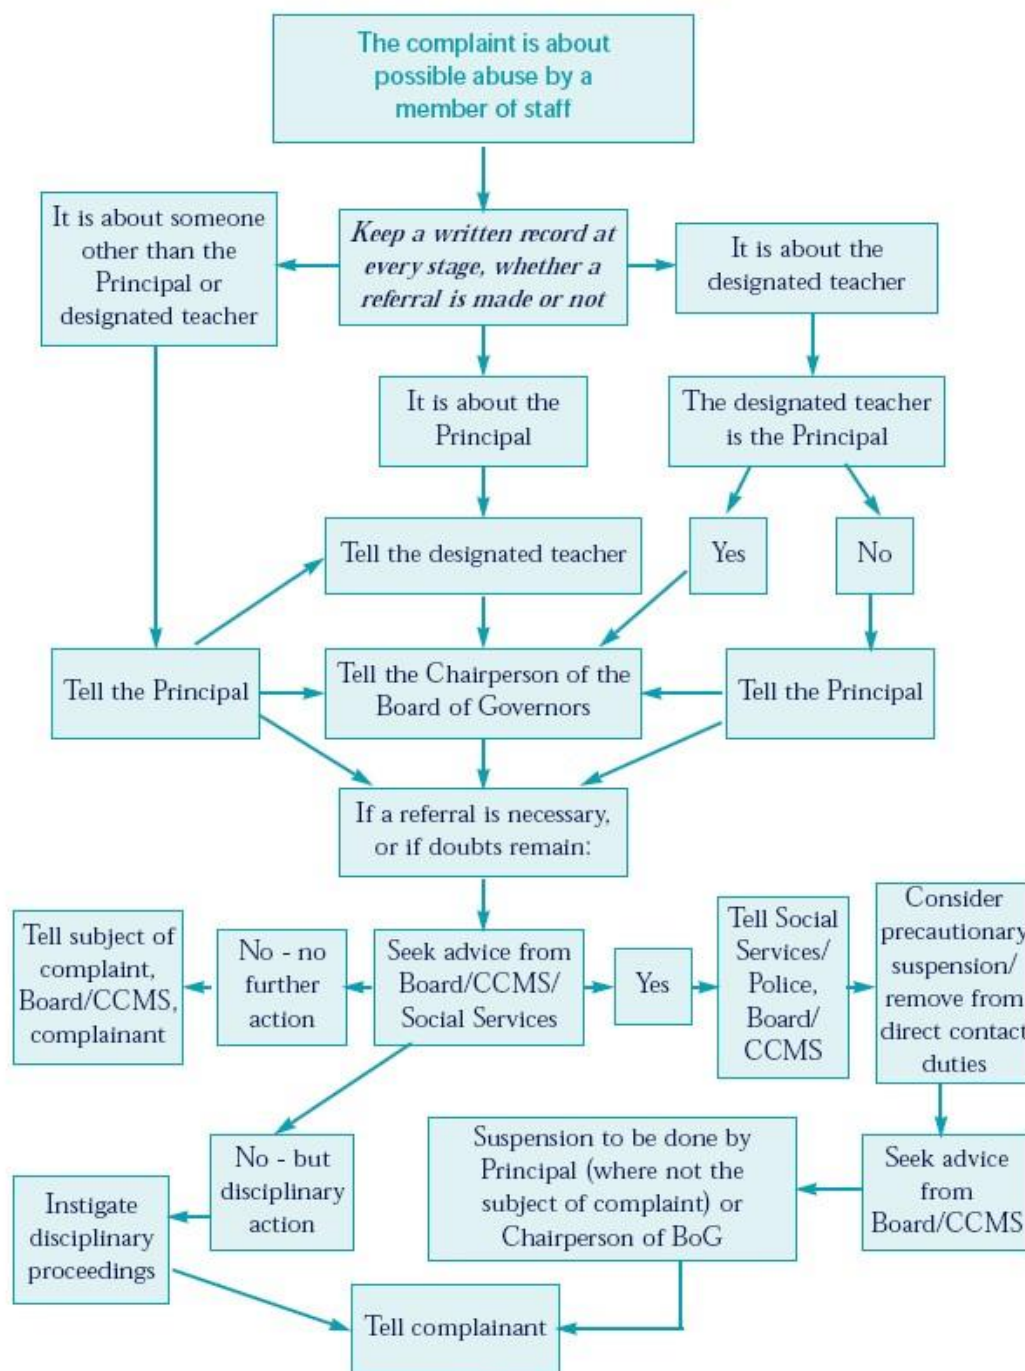 The complaint is about
possible abuse by a
member of staff
It is about someone
other than the
Principal or
designated teacher
Keep a written record at
every stage, whether a
referral is made or not
It is about the
designated teacher
It is about the
Principal
The designated teacher
is the Principal
Tell the designated teacher
Yes
No
Tell the Principal
Tell the Chairperson of the
Board of Governors
Tell the Principal
If a referral is necessary,
or if doubts remain:
Tell subject of
complaint,
Board/CCMS,
complainant
No - no
further
action
Seek advice from
Board/CCMS/
Social Services
Yes
Tell Social
Services/
Police,
Board/
CCMS
Consider
precautionary
suspension/
remove from
direct contact
duties
Instigate
disciplinary
proceedings
No - but
disciplinary
action
Suspension to be done by
Principal (where not the
subject of complaint) or
Chairperson of BoG
Seek advice
from
Board/CCMS
Tell complainant